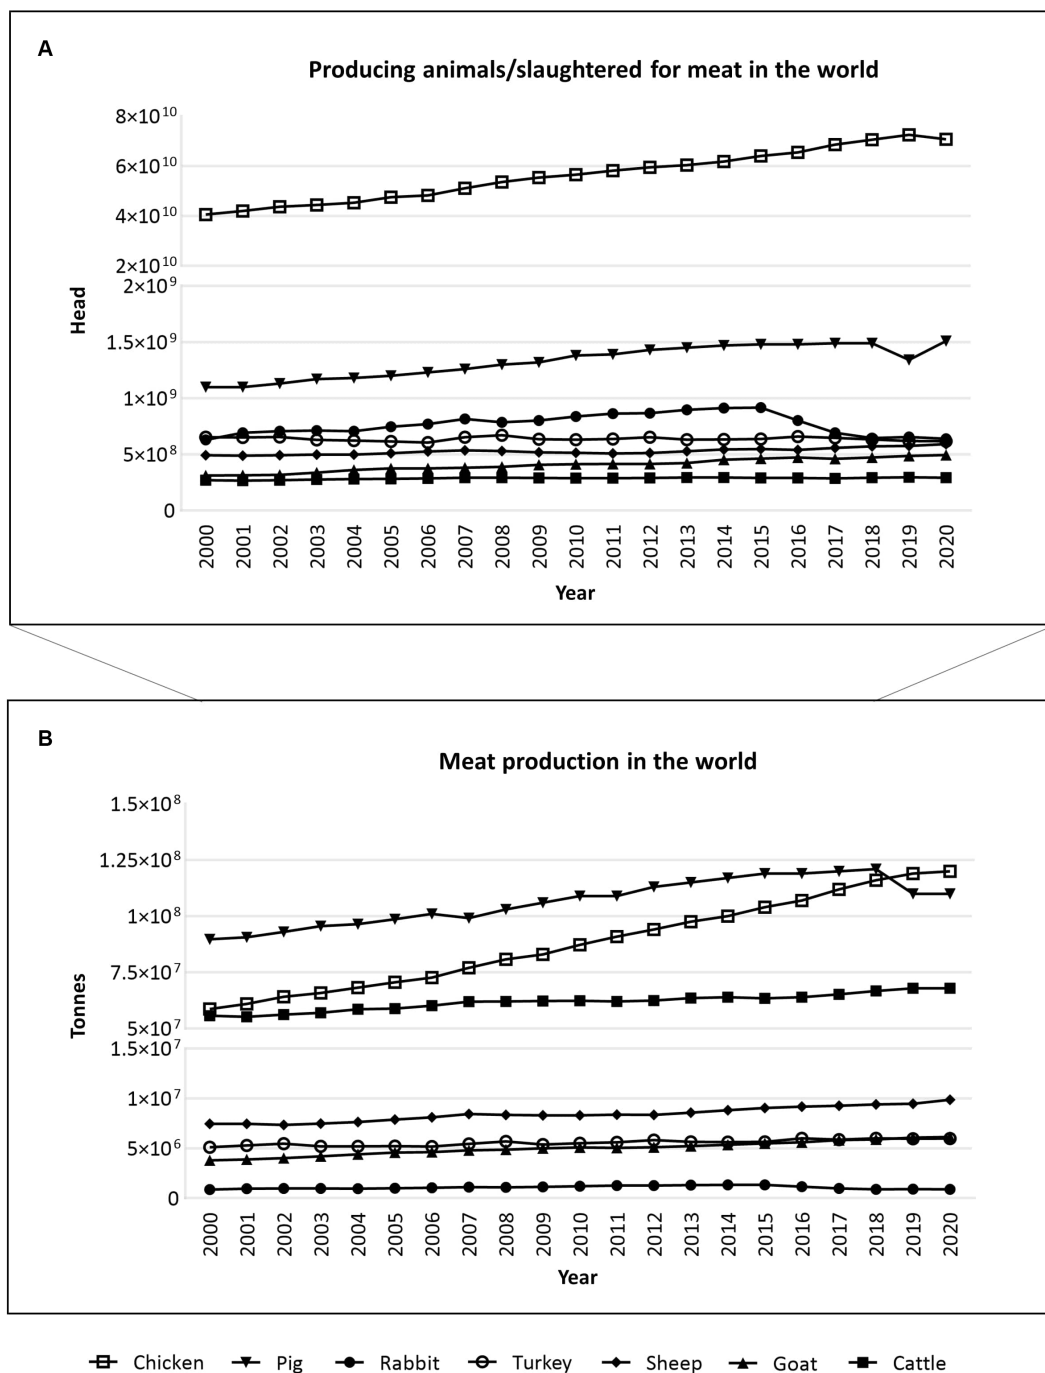 A
Producing animals/slaughtered for meat in the world
8×10¹⁰
6×10¹⁰
4×10¹⁰
2×10¹⁰
2×10⁹
1.5×10⁹
1×10⁹
5×10⁸
0
Head
2000 2001 2002 2003 2004 2005 2006 2007 2008 2009 2010 2011 2012 2013 2014 2015 2016 2017 2018 2019 2020
Year
B
Meat production in the world
1.5×10⁸
1.25×10⁸
1×10⁸
7.5×10⁷
5×10⁷
1.5×10⁷
1×10⁷
5×10⁶
0
Tonnes
2000 2001 2002 2003 2004 2005 2006 2007 2008 2009 2010 2011 2012 2013 2014 2015 2016 2017 2018 2019 2020
Year
Chicken Pig Rabbit Turkey Sheep Goat Cattle